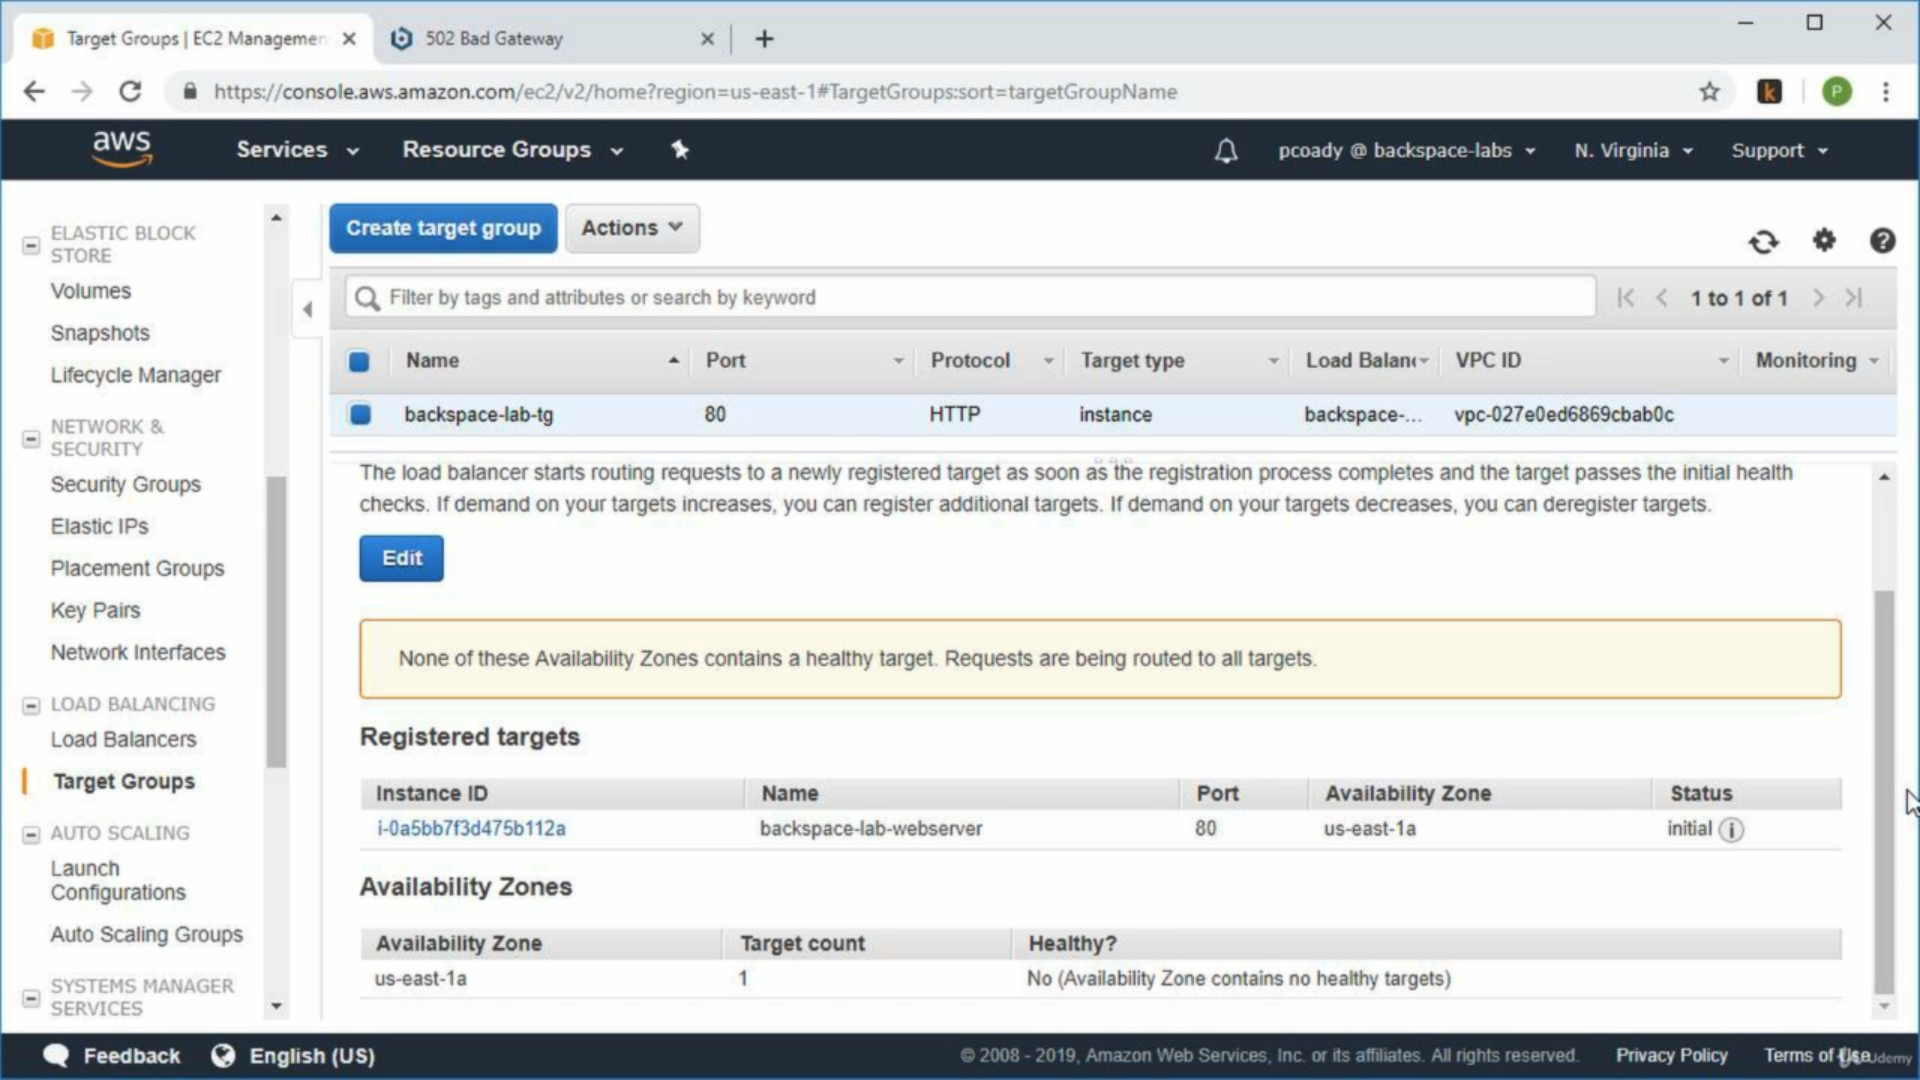 Target Groups | EC2 Managemen
502 Bad Gateway
https://console.aws.amazon.com/ec2/v2/home?region=us-east-1#TargetGroups:sort=targetGroupName
k
P
aws
Services
Resource Groups
pcoady @ backspace-labs
N. Virginia
Support
ELASTIC BLOCK
STORE
Volumes
Snapshots
Lifecycle Manager
NETWORK &
SECURITY
Security Groups
Elastic IPs
Placement Groups
Key Pairs
Network Interfaces
LOAD BALANCING
Load Balancers
Target Groups
AUTO SCALING
Launch
Configurations
Auto Scaling Groups
SYSTEMS MANAGER
SERVICES
Create target group
Actions
Filter by tags and attributes or search by keyword
1 to 1 of 1
Name Port Protocol Target type Load Balanc VPC ID Monitoring
backspace-lab-tg 80 HTTP instance backspace-... vpc-027e0ed6869cbab0c
The load balancer starts routing requests to a newly registered target as soon as the registration process completes and the target passes the initial health
checks. If demand on your targets increases, you can register additional targets. If demand on your targets decreases, you can deregister targets.
Edit
None of these Availability Zones contains a healthy target. Requests are being routed to all targets.
Registered targets
Instance ID Name Port Availability Zone Status
i-0a5bb7f3d475b112a backspace-lab-webserver 80 us-east-1a initial
Availability Zones
Availability Zone Target count Healthy?
us-east-1a 1 No (Availability Zone contains no healthy targets)
Feedback
English (US)
© 2008 - 2019, Amazon Web Services, Inc. or its affiliates. All rights reserved.
Privacy Policy
Terms of Use
Udemy